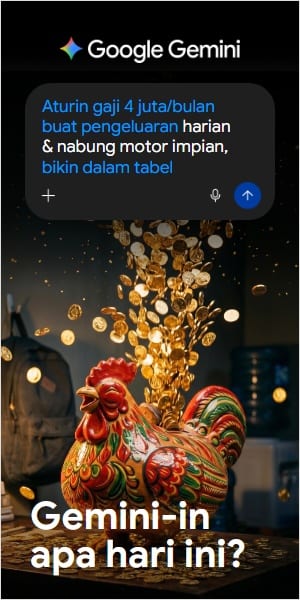 Google Gemini
Aturin gaji 4 juta/bulan
buat pengeluaran harian
& nabung motor impian,
bikin dalam tabel
Gemini-in
apa hari ini?